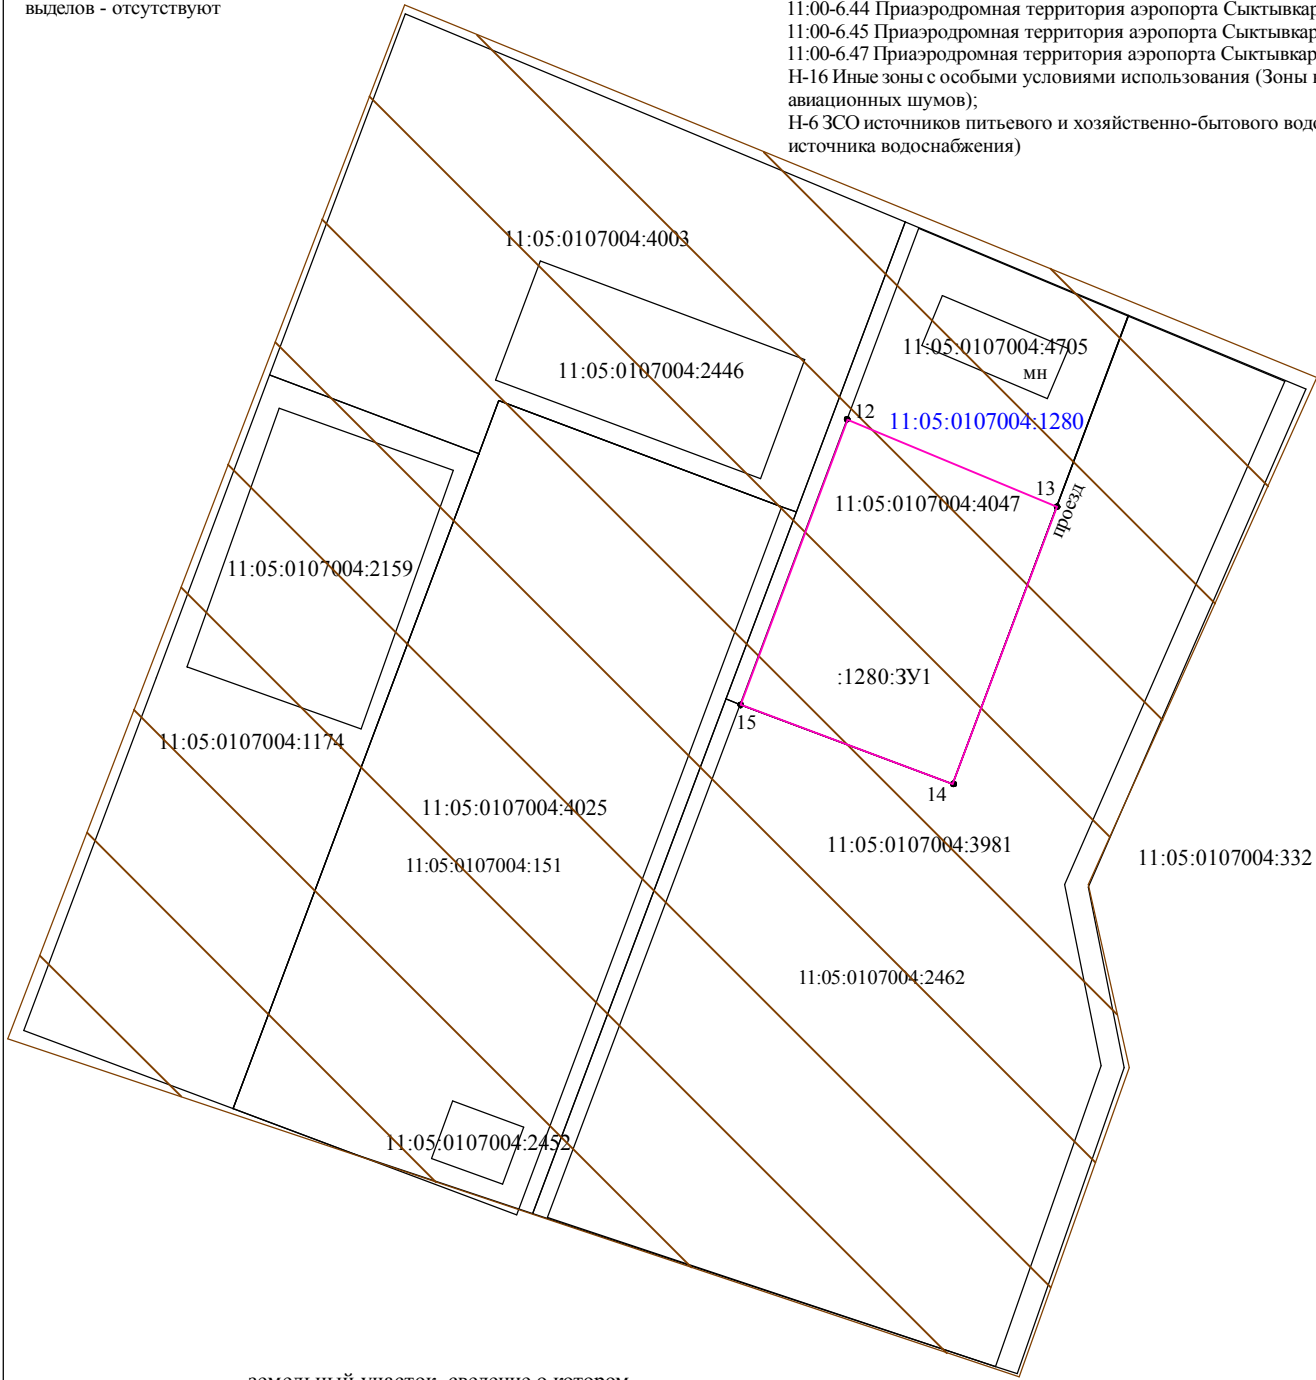 выделов - отсутствуют
11:00-6.44 Приаэродромная территория аэропорта Сыктывкар
11:00-6.45 Приаэродромная территория аэропорта Сыктывкар
11:00-6.47 Приаэродромная территория аэропорта Сыктывкар
Н-16 Иные зоны с особыми условиями использования (Зоны
авиационных шумов);
Н-6 ЗСО источников питьевого и хозяйственно-бытового
источника водоснабжения)
11:05:0107004:4003
11:05:0107004:4705
мн
11:05:0107004:2446
12
11:05:0107004:1280
13
проезд
11:05:0107004:4047
11:05:0107004:2159
:1280:ЗУ1
15
11:05:0107004:1174
14
11:05:0107004:4025
11:05:0107004:3981
11:05:0107004:332
11:05:0107004:151
11:05:0107004:2462
11:05:0107004:2452
земельный участок, сведение о котором